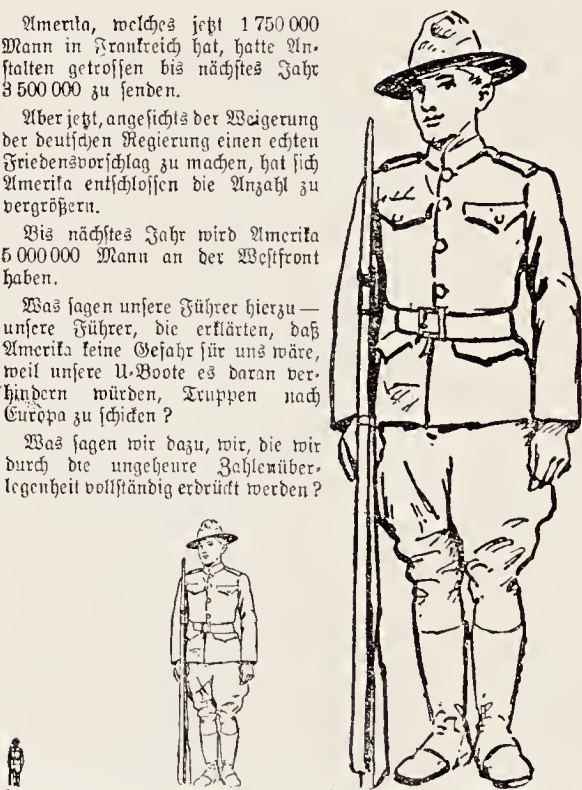 Amerika, welches jetzt 1 750 000
Mann in Frankreich hat, hatte An-
stalten getroffen bis nächstes Jahr
3 500 000 zu senden.
Aber jetzt, angesichts der Weigerung
der deutschen Regierung einen echten
Friedensvorschlag zu machen, hat sich
Amerika entschlossen die Anzahl zu
vergrößern.
Bis nächstes Jahr wird Amerika
5 000 000 Mann an der Westfront
haben.
Was sagen unsere Führer hierzu —
unsere Führer, die erklärten, daß
Amerika keine Gefahr für uns wäre,
weil unsere U-Boote es daran ver-
hindern würden, Truppen nach
Europa zu schicken?
Was sagen wir dazu, wir, die wir
durch die ungeheure Zahlenüber-
legenheit vollständig erdrückt werden?